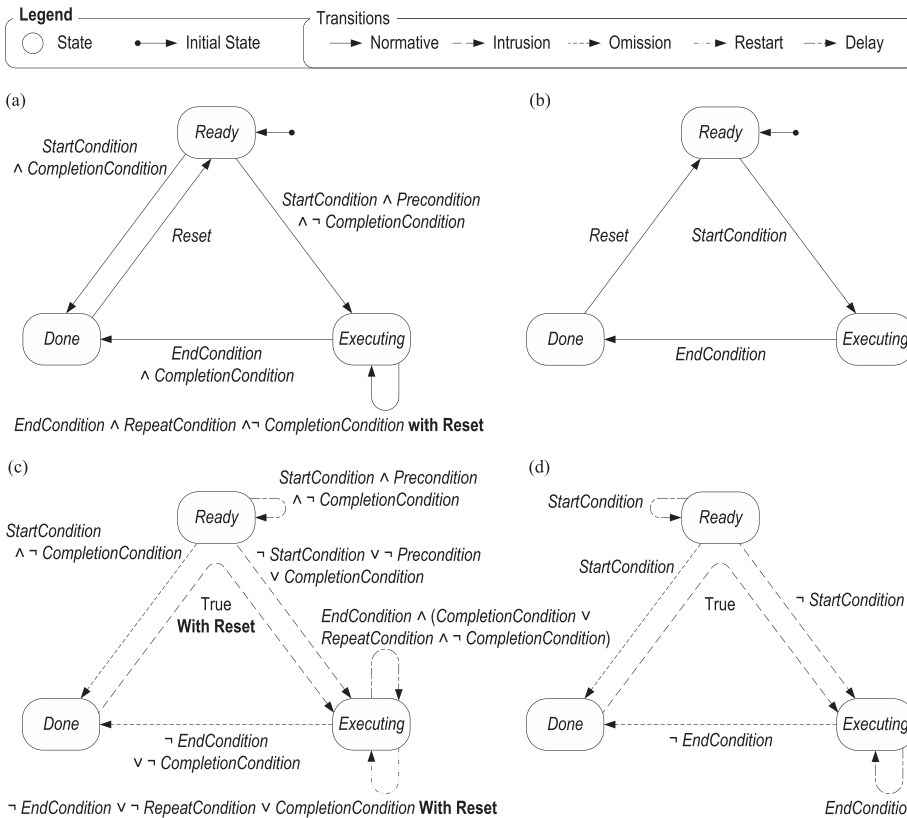 Legend
State
Initial State
Transitions
Normative
Intrusion
Omission
Restart
Delay
(a)
Ready
StartCondition
∧ CompletionCondition
StartCondition ∧ Precondition
∧ ¬ CompletionCondition
Reset
Done
Executing
EndCondition
∧ CompletionCondition
EndCondition ∧ RepeatCondition ∧¬ CompletionCondition with Reset
(b)
Ready
Reset
StartCondition
Done
Executing
EndCondition
(c)
StartCondition ∧ Precondition
∧ ¬ CompletionCondition
Ready
StartCondition
∧ ¬ CompletionCondition
¬ StartCondition ∨ ¬ Precondition
∨ CompletionCondition
True
With Reset
EndCondition ∧ (CompletionCondition ∨
RepeatCondition ∧ ¬ CompletionCondition)
Done
Executing
¬ EndCondition
∨ ¬ CompletionCondition
¬ EndCondition ∨ ¬ RepeatCondition ∨ CompletionCondition With Reset
(d)
StartCondition
Ready
StartCondition
True
¬ StartCondition
Done
Executing
¬ EndCondition